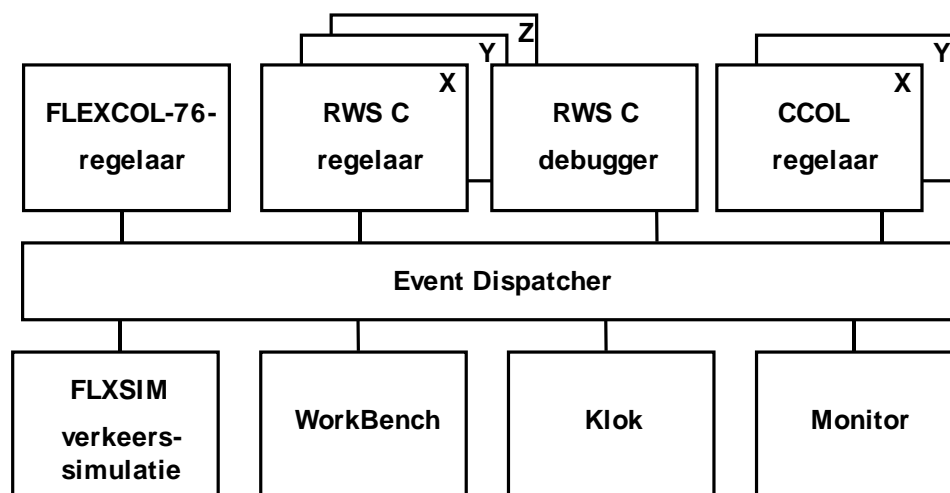 Z
Y
X
Y
X
FLEXCOL-76-
regelaar
RWS C
regelaar
RWS C
debugger
CCOL
regelaar
Event Dispatcher
FLXSIM
verkeers-
simulatie
WorkBench
Klok
Monitor